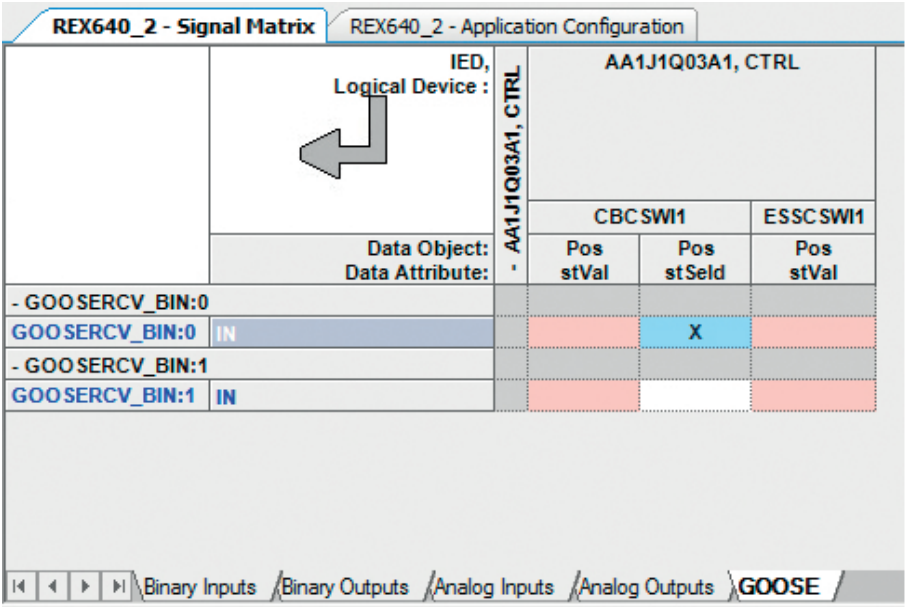 REX640_2 - Signal Matrix
REX640_2 - Application Configuration
IED,
Logical Device :
- AA1J1Q03A1, CTRL
AA1J1Q03A1, CTRL
CBCSWI1
ESSCSWI1
Data Object:
Data Attribute:
Pos
stVal
Pos
stSeld
Pos
stVal
- GOOSERCV_BIN:0
GOOSERCV_BIN:0 IN X
- GOOSERCV_BIN:1
GOOSERCV_BIN:1 IN
Binary Inputs Binary Outputs Analog Inputs Analog Outputs GOOSE